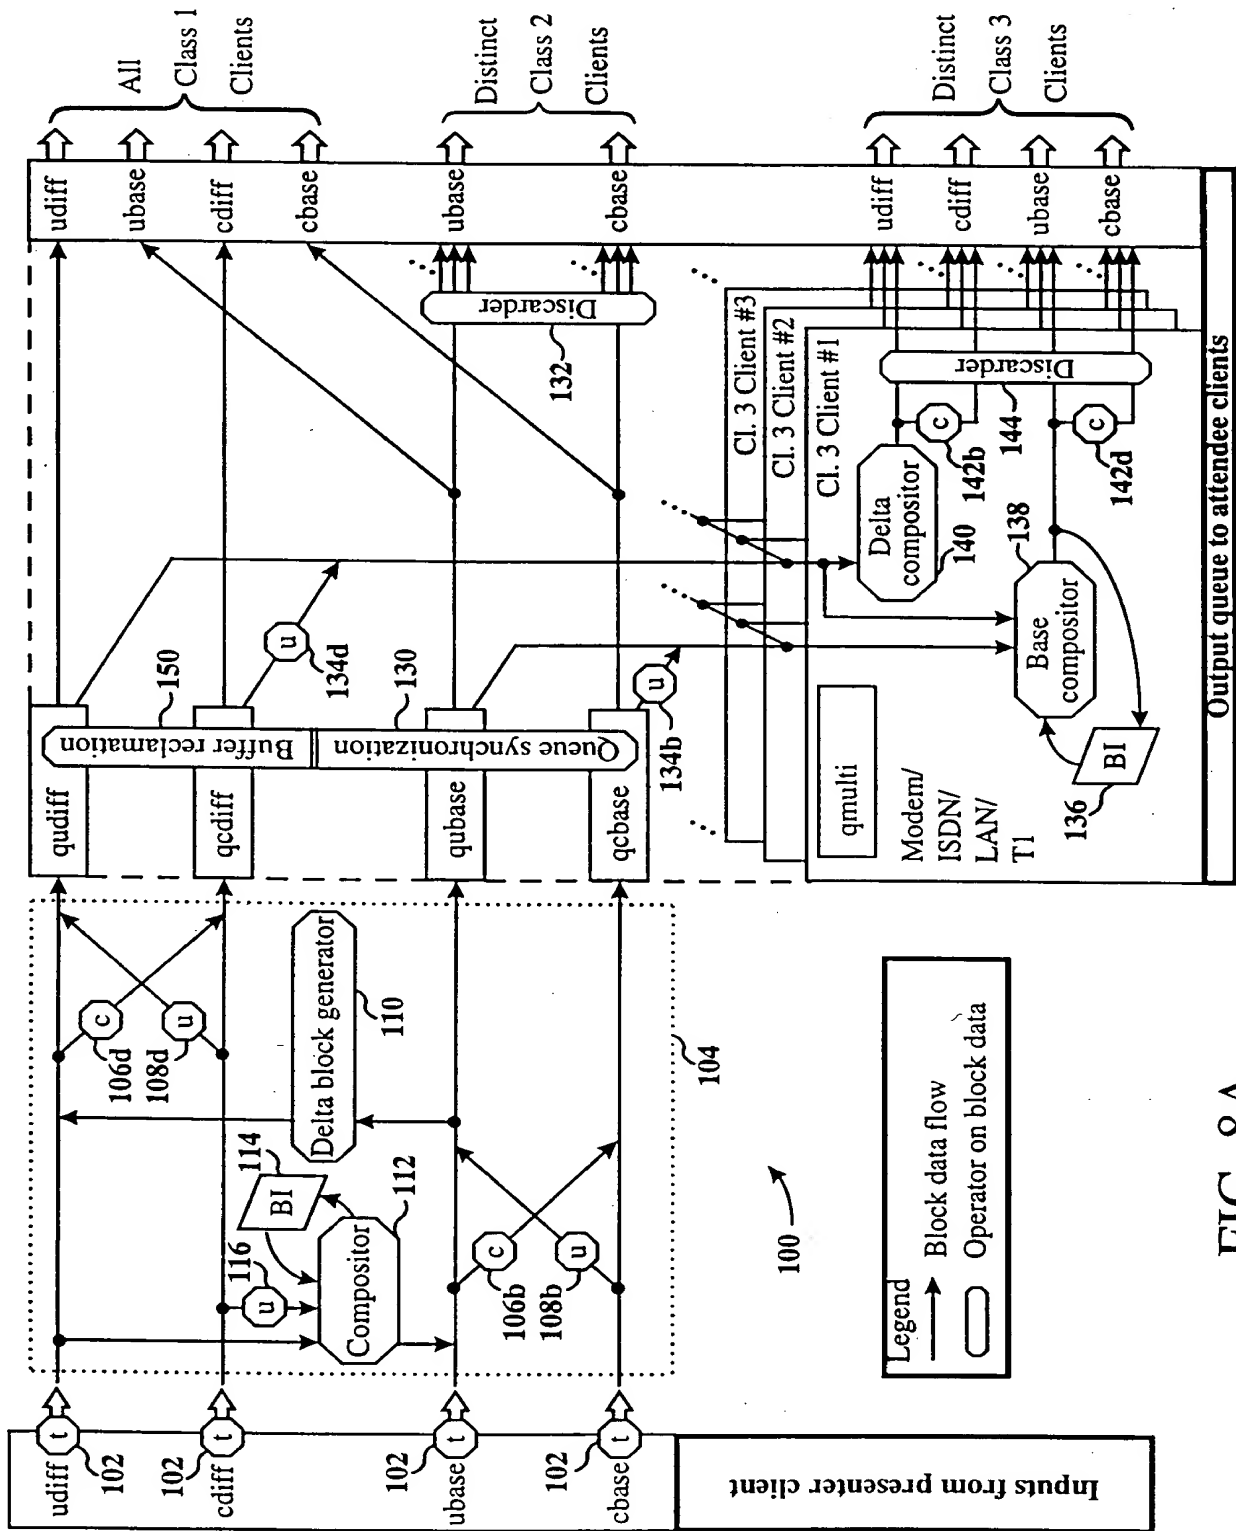 udiff
t
102
cdiff
t
102
ubase
t
102
cbase
t
102
Inputs from presenter client
106d
c
108d
u
Delta block generator
110
114
BI
116
u
Compositor
112
106b
c
108b
u
104
100
Legend
Block data flow
Operator on block data
qudiff
qcdiff
qubase
qcbase
Buffer reclamation
150
Queue synchronization
130
u
134d
u
134b
Discarder
132
Cl. 3 Client #3
Cl. 3 Client #2
Cl. 3 Client #1
qmulti
Modem/
ISDN/
LAN/
T1
Delta
compositor
140
Base
compositor
138
BI
136
c
142b
c
142d
Discarder
144
udiff
ubase
cdiff
cbase
All
Class 1
Clients
ubase
cbase
Distinct
Class 2
Clients
udiff
cdiff
ubase
cbase
Distinct
Class 3
Clients
Output queue to attendee clients
FIG. 8A